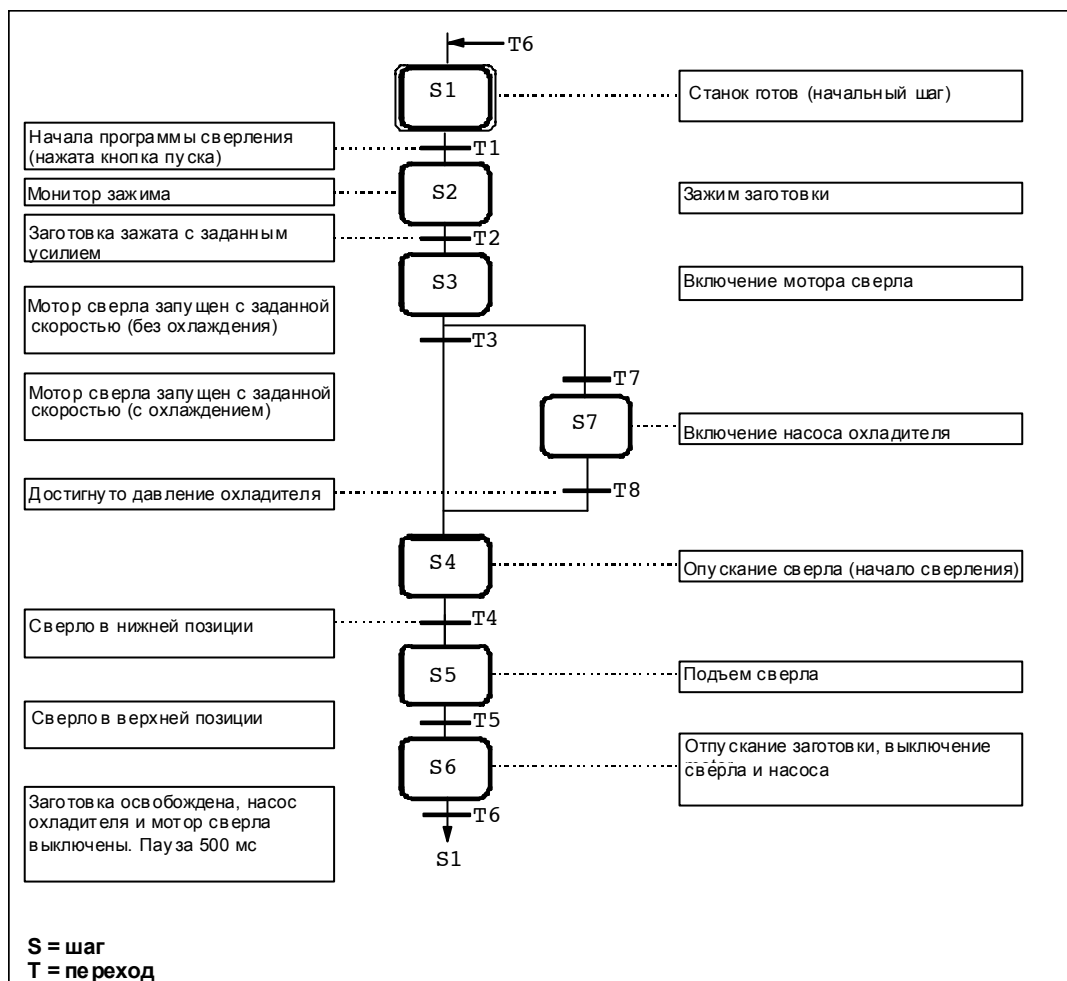 T6
S1
Станок готов (начальный шаг)
Начала программы сверления
(нажата кнопка пуска)
T1
Монитор зажима
S2
Зажим заготовки
Заготовка зажата с заданным
усилием
T2
S3
Включение мотора сверла
Мотор сверла запущен с заданной
скоростью (без охлаждения)
T3
T7
Мотор сверла запущен с заданной
скоростью (с охлаждением)
S7
Включение насоса охладителя
Достигнуто давление охладителя
T8
S4
Опускание сверла (начало сверления)
Сверло в нижней позиции
T4
S5
Подъем сверла
Сверло в верхней позиции
T5
S6
Отпускание заготовки, выключение
сверла и насоса
Заготовка освобождена, насос
охладителя и мотор сверла
выключены. Пауза 500 мс
T6
S1
S = шаг
T = переход